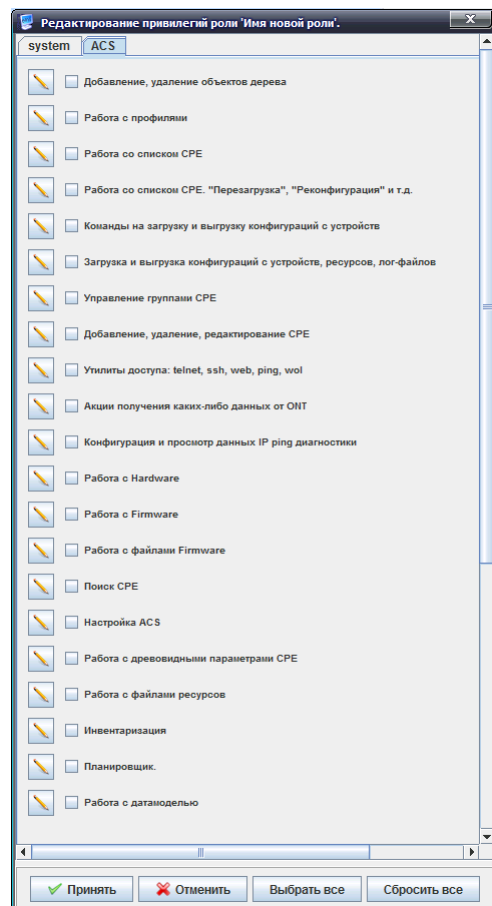 Редактирование привилегий роли 'Имя новой роли'.
system ACS
Добавление, удаление объектов дерева
Работа с профилями
Работа со списком CPE
Работа со списком CPE. "Перезагрузка", "Реконфигурация" и т.д.
Команды на загрузку и выгрузку конфигураций с устройств
Загрузка и выгрузка конфигураций с устройств, ресурсов, лог-файлов
Управление группами CPE
Добавление, удаление, редактирование CPE
Утилиты доступа: telnet, ssh, web, ping, wol
Акции получения каких-либо данных от ONT
Конфигурация и просмотр данных IP ping диагностики
Работа с Hardware
Работа с Firmware
Работа с файлами Firmware
Поиск CPE
Настройка ACS
Работа с древовидными параметрами CPE
Работа с файлами ресурсов
Инвентаризация
Планировщик.
Работа с датамоделью
Принять Отменить Выбрать все Сбросить все